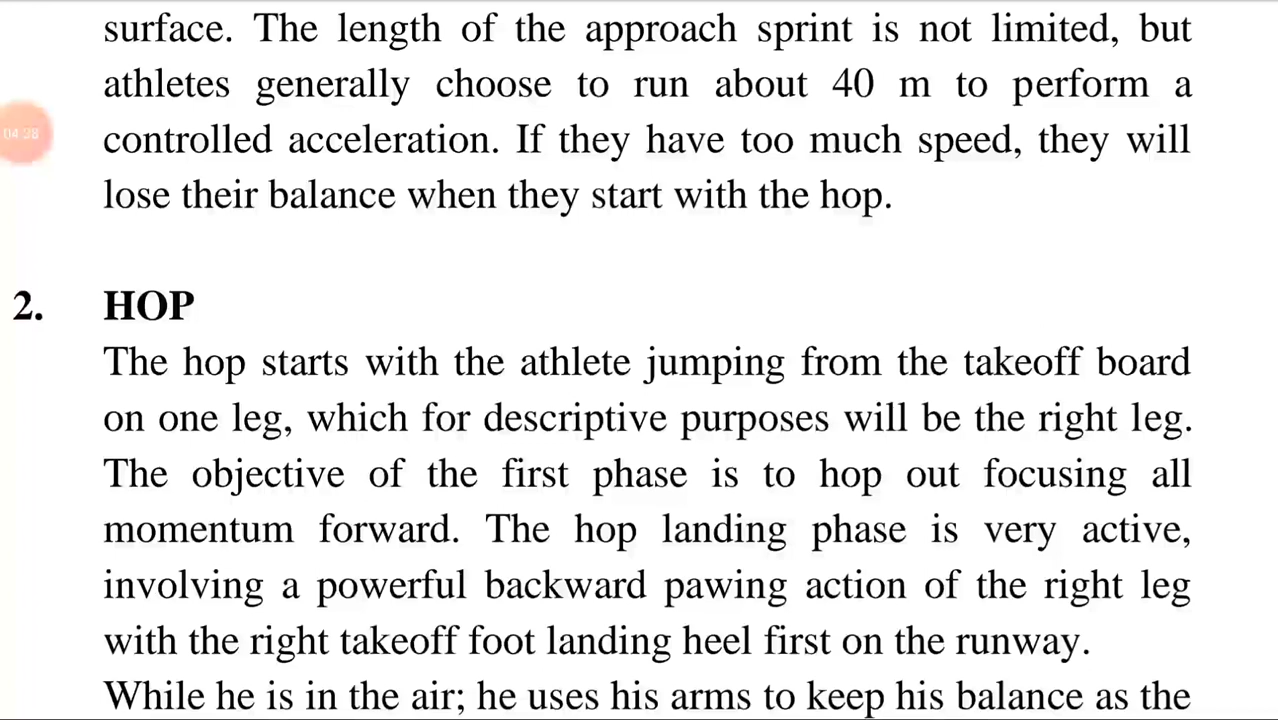 surface. The length of the approach sprint is not limited, but
athletes generally choose to run about 40 m to perform a
04:28
controlled acceleration. If they have too much speed, they will
lose their balance when they start with the hop.
2. HOP
The hop starts with the athlete jumping from the takeoff board
on one leg, which for descriptive purposes will be the right leg.
The objective of the first phase is to hop out focusing all
momentum forward. The hop landing phase is very active,
involving a powerful backward pawing action of the right leg
with the right takeoff foot landing heel first on the runway.
While he is in the air; he uses his arms to keep his balance as the